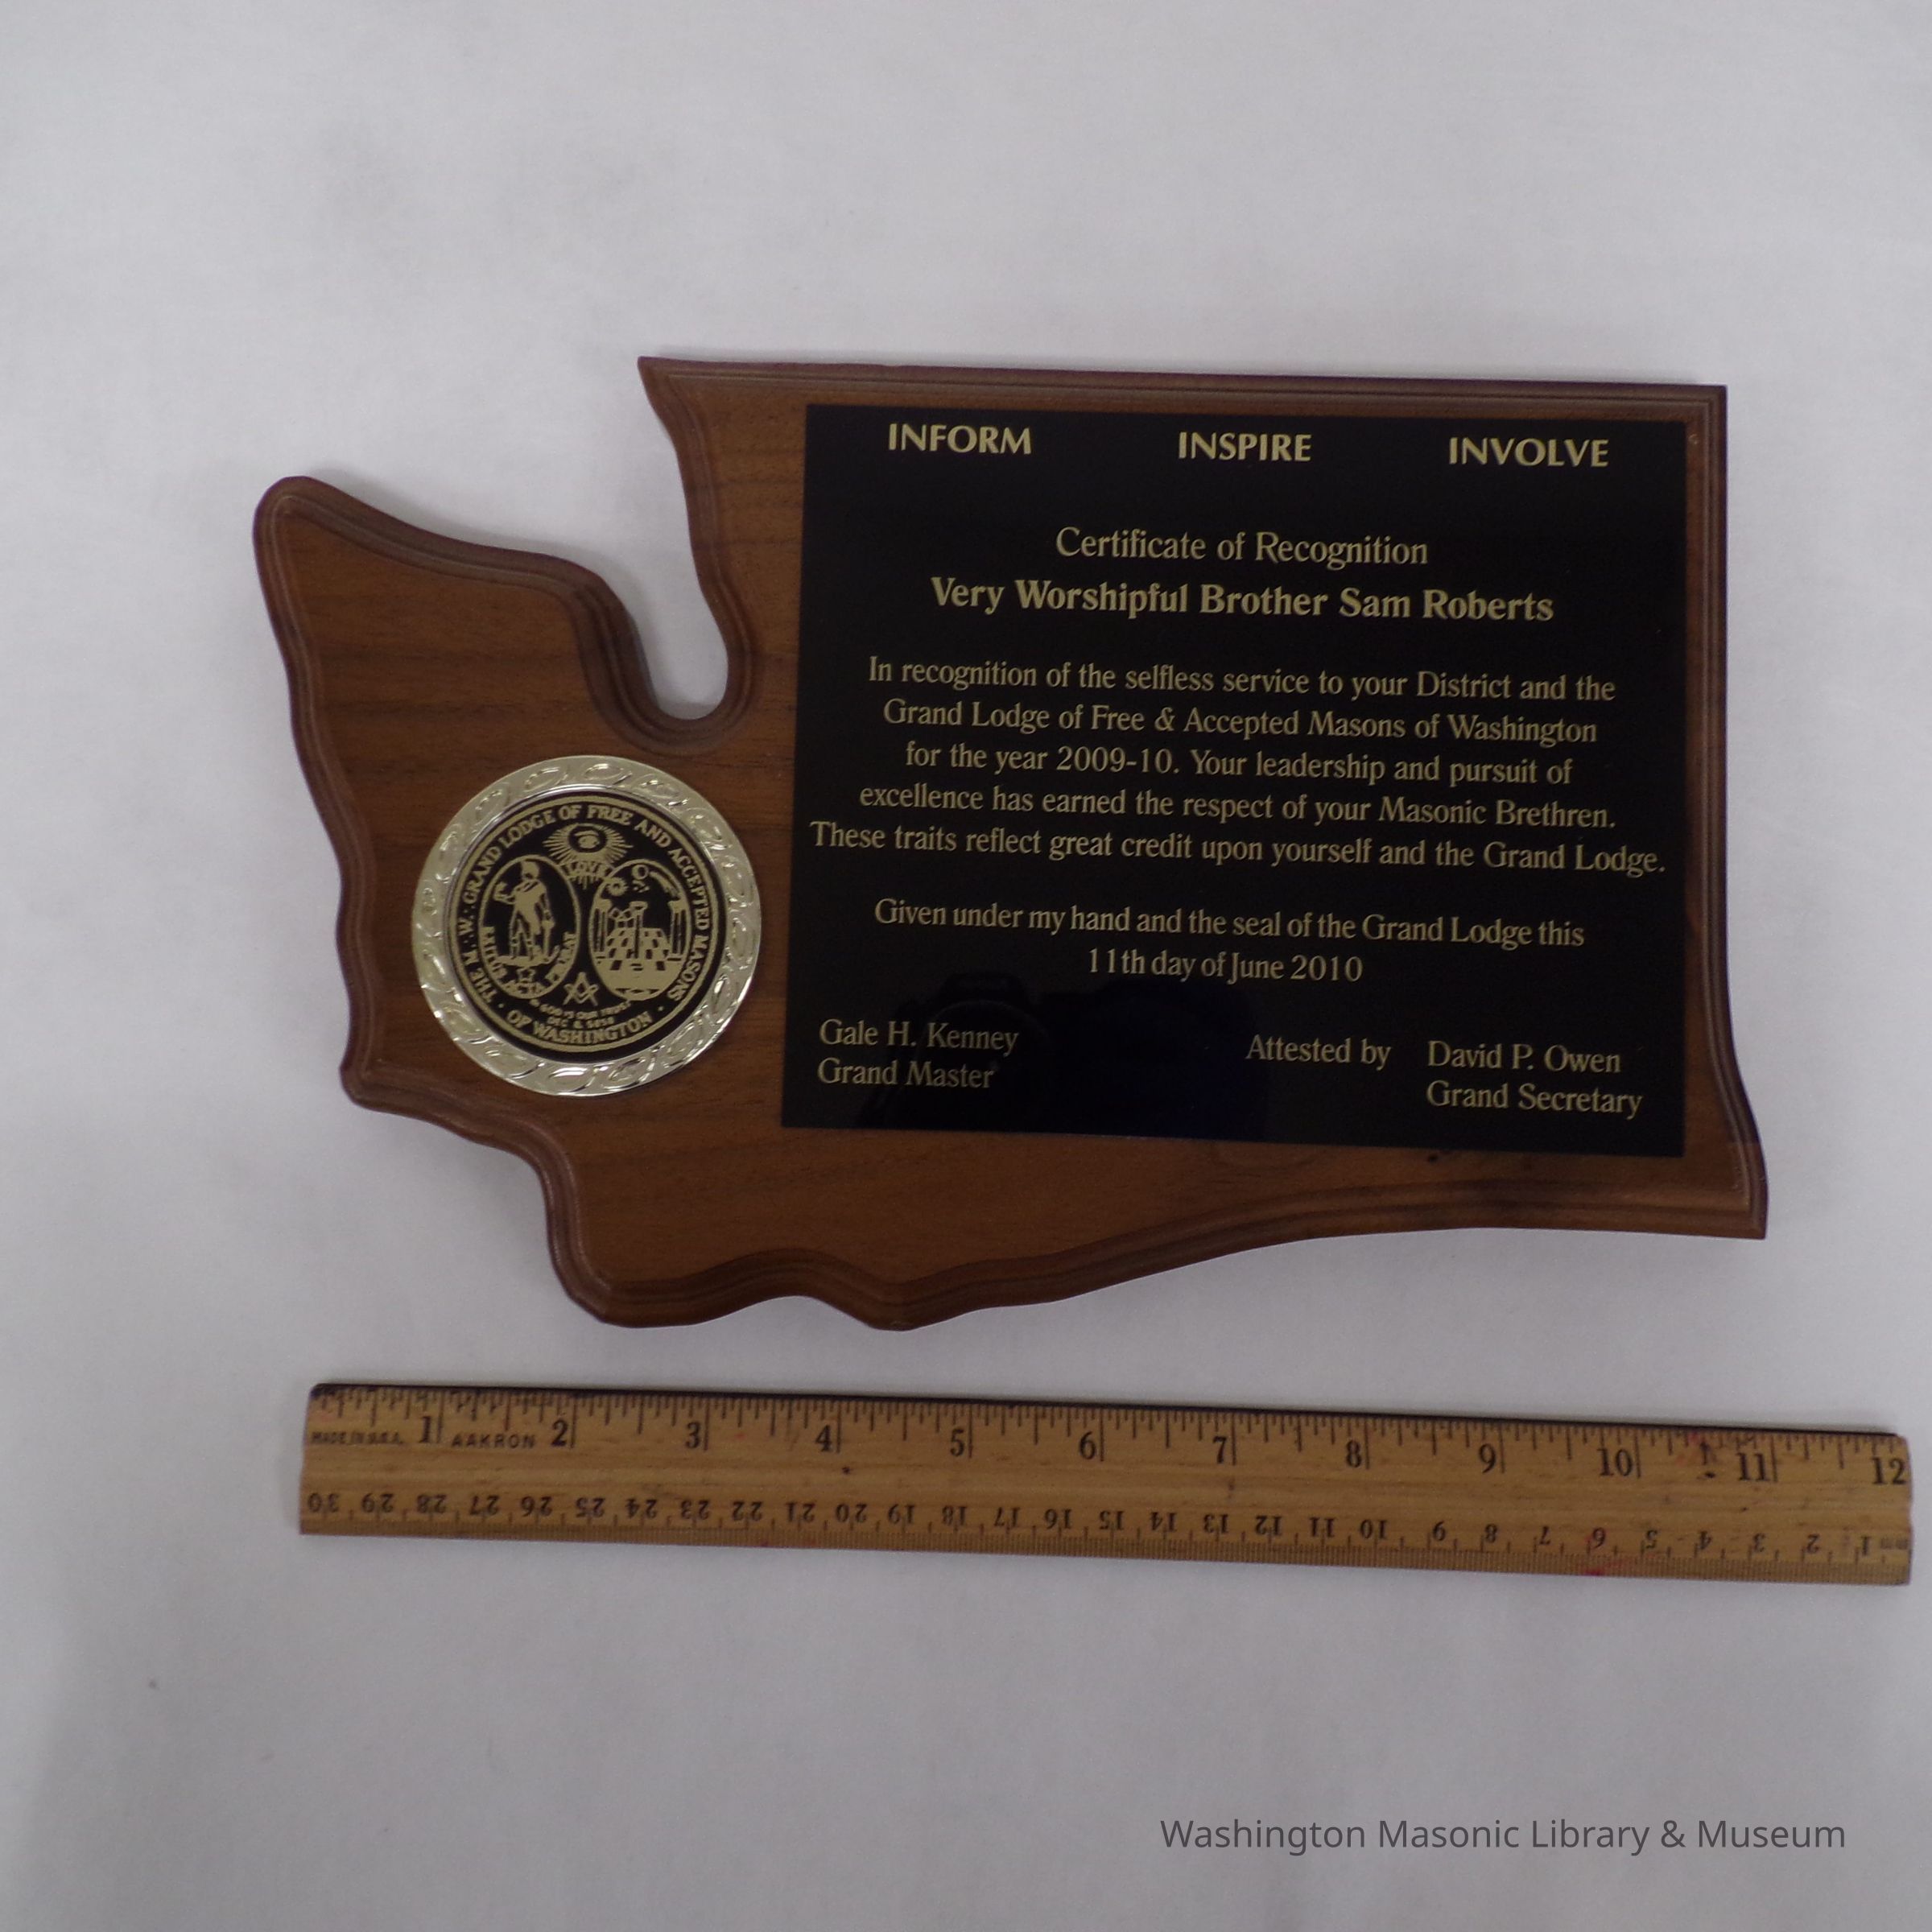 INFORM INSPIRE INVOLVE
Certificate of Recognition
Very Worshipful Brother Sam Roberts
In recognition of the selfless service to your District and the
Grand Lodge of Free & Accepted Masons of Washington
for the year 2009-10. Your leadership and pursuit of
excellence has earned the respect of your Masonic Brethren.
These traits reflect great credit upon yourself and the Grand Lodge.
Given under my hand and the seal of the Grand Lodge this
11th day of June 2010
Gale H. Kenney Attested by David P. Owen
Grand Master Grand Secretary
THE M.W. GRAND LODGE OF FREE AND ACCEPTED MASONS
· OF WASHINGTON ·
1 2 3 4 5 6 7 8 9 10 11 12
MADE IN U.S.A. AAKRON
30 29 28 27 26 25 24 23 22 21 20 19 18 17 16 15 14 13 12 11 10 9 8 7 6 5 4 3 2 1 mm
Washington Masonic Library & Museum